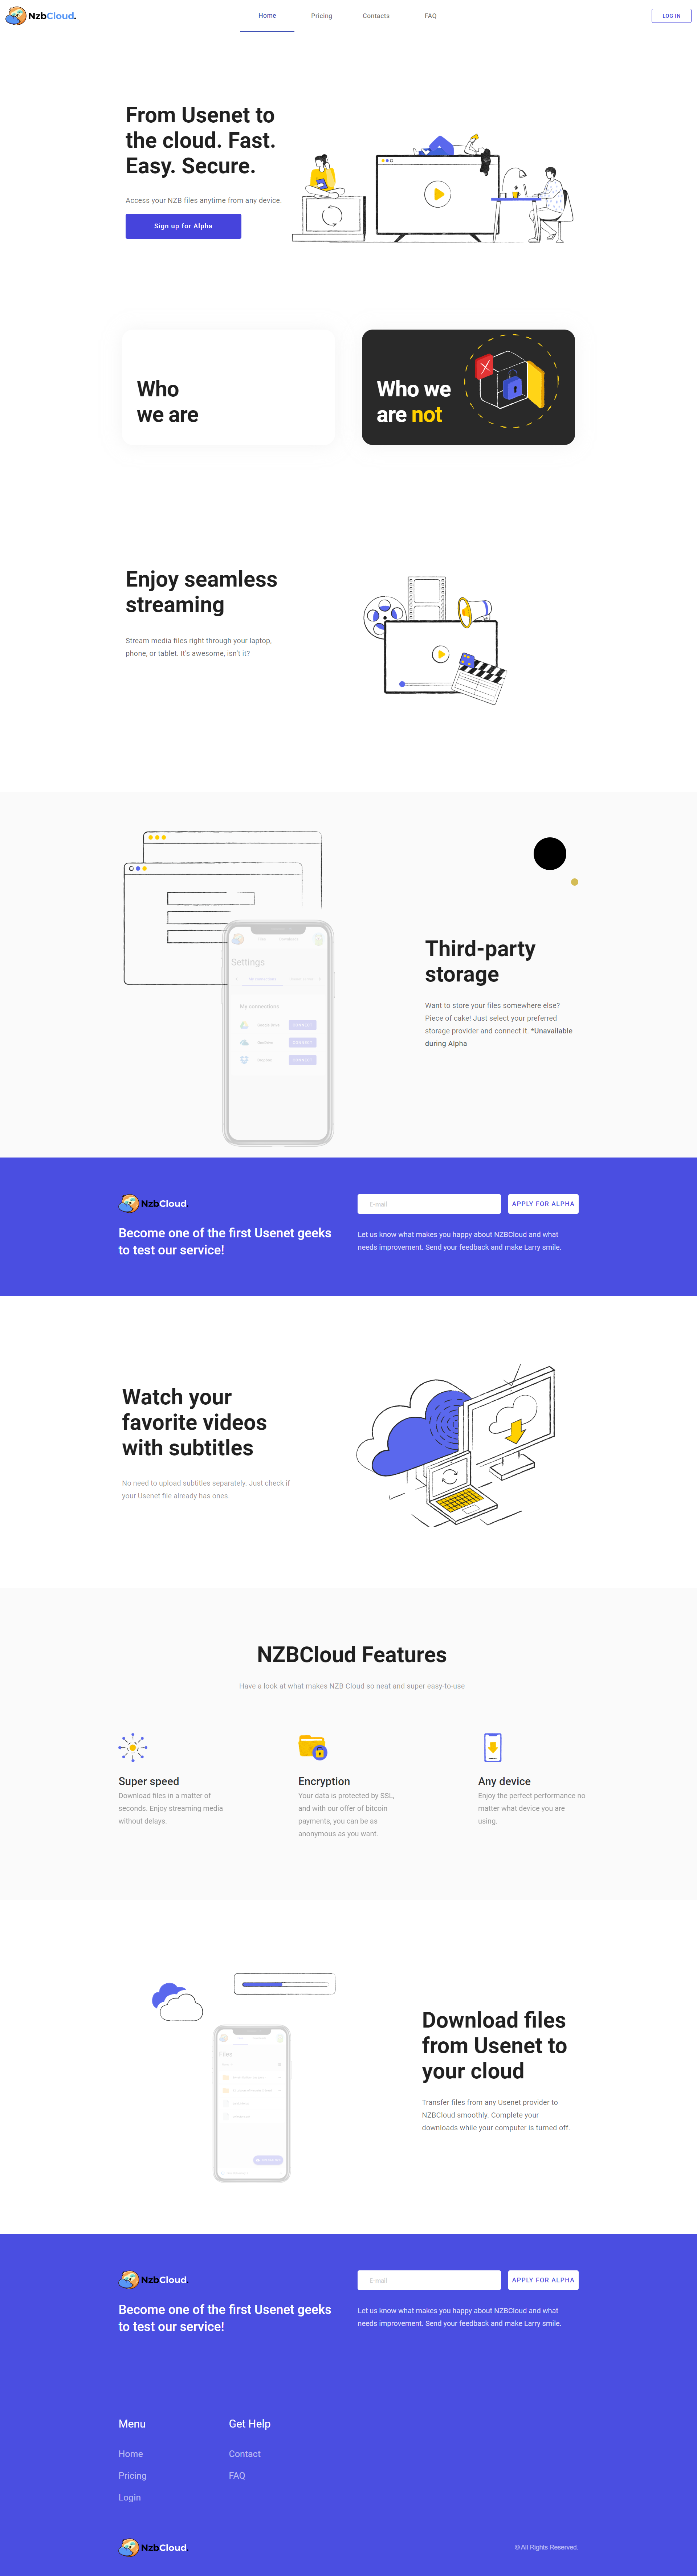 NzbCloud.
Home
Pricing
Contacts
FAQ
LOG IN
From Usenet to
the cloud. Fast.
Easy. Secure.
Access your NZB files anytime from any device.
Sign up for Alpha
Who
we are
Who we
are not
Enjoy seamless
streaming
Stream media files right through your laptop,
phone, or tablet. It's awesome, isn't it?
Settings
My connections
CONNECT
CONNECT
CONNECT
Third-party
storage
Want to store your files somewhere else?
Piece of cake! Just select your preferred
storage provider and connect it. *Unavailable
during Alpha
NzbCloud.
Become one of the first Usenet geeks
to test our service!
E-mail
APPLY FOR ALPHA
Let us know what makes you happy about NZBCloud and what
needs improvement. Send your feedback and make Larry smile.
Watch your
favorite videos
with subtitles
No need to upload subtitles separately. Just check if
your Usenet file already has ones.
NZBCloud Features
Have a look at what makes NZB Cloud so neat and super easy-to-use
Super speed
Download files in a matter of
seconds. Enjoy streaming media
without delays.
Encryption
Your data is protected by SSL,
and with our offer of bitcoin
payments, you can be as
anonymous as you want.
Any device
Enjoy the perfect performance no
matter what device you are
using.
Files
Download files
from Usenet to
your cloud
Transfer files from any Usenet provider to
NZBCloud smoothly. Complete your
downloads while your computer is turned off.
NzbCloud.
Become one of the first Usenet geeks
to test our service!
E-mail
APPLY FOR ALPHA
Let us know what makes you happy about NZBCloud and what
needs improvement. Send your feedback and make Larry smile.
Menu
Home
Pricing
Login
Get Help
Contact
FAQ
NzbCloud.
© All Rights Reserved.